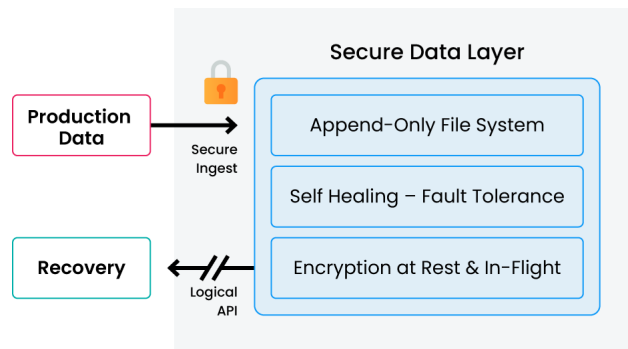 Secure Data Layer
Production
Data
Secure
Ingest
Append-Only File System
Self Healing – Fault Tolerance
Encryption at Rest & In-Flight
Recovery
Logical
API